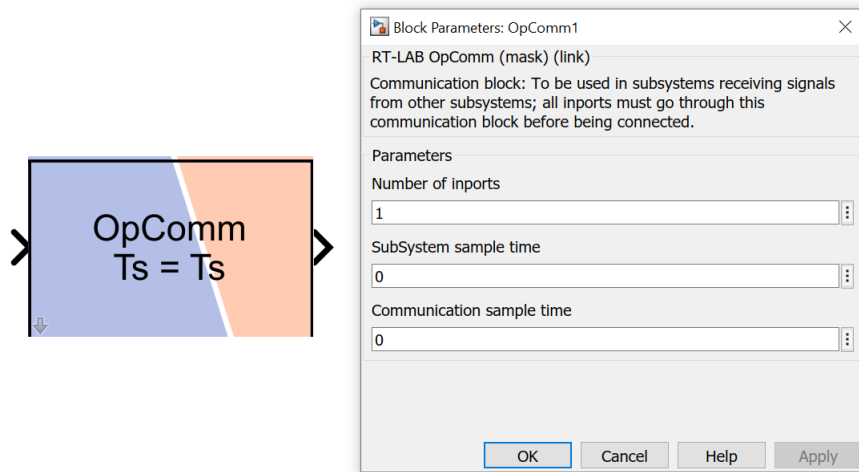 OpComm
Ts = Ts
Block Parameters: OpComm1
RT-LAB OpComm (mask) (link)
Communication block: To be used in subsystems receiving signals
from other subsystems; all inports must go through this
communication block before being connected.
Parameters
Number of inports
1
SubSystem sample time
0
Communication sample time
0
OK
Cancel
Help
Apply